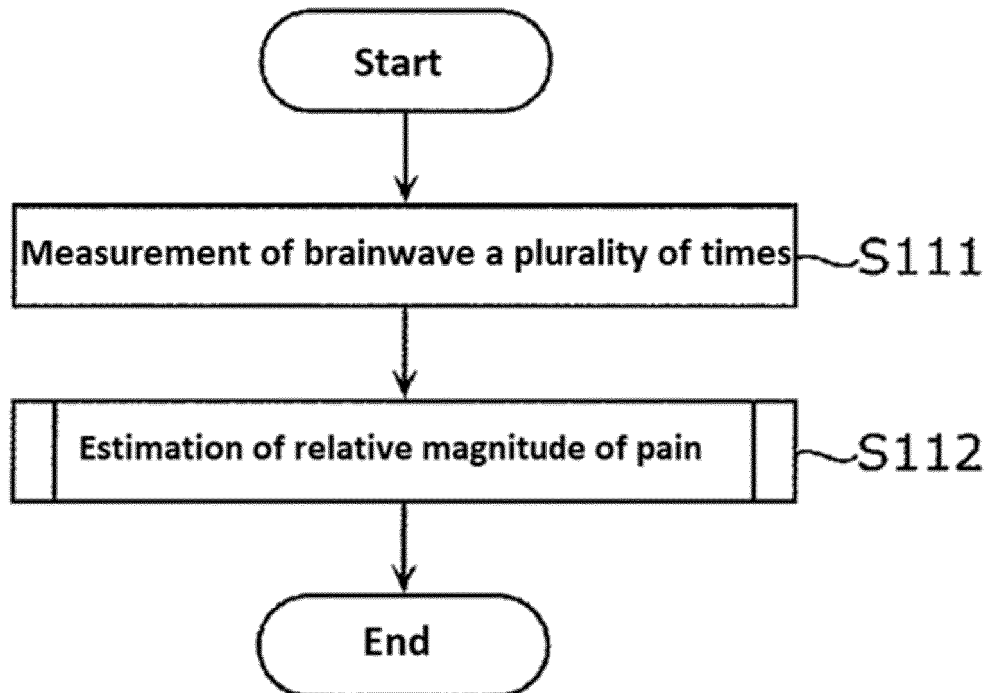 Start
Measurement of brainwave a plurality of times
S111
Estimation of relative magnitude of pain
S112
End